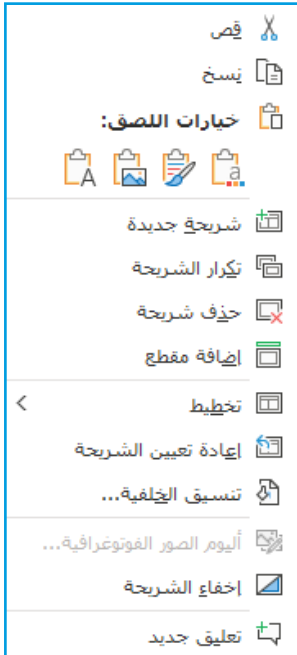 قص
نسخ
خيارات اللصق:
شريحة جديدة
تكرار الشريحة
حذف شريحة
إضافة مقطع
تخطيط
إعادة تعيين الشريحة
تنسيق الخلفية...
ألبوم الصور الفوتوغرافية...
إخفاء الشريحة
تعليق جديد